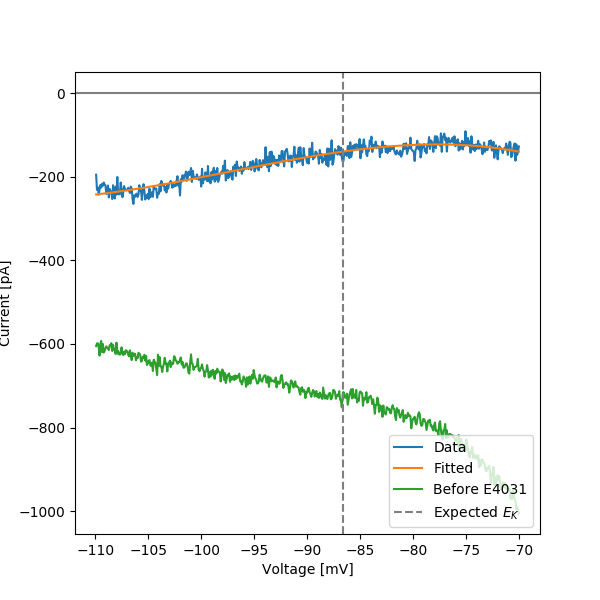 0
−200
−400
−600
−800
−1000
Current [pA]
−110
−105
−100
−95
−90
−85
−80
−75
−70
Voltage [mV]
Data
Fitted
Before E4031
Expected E_K